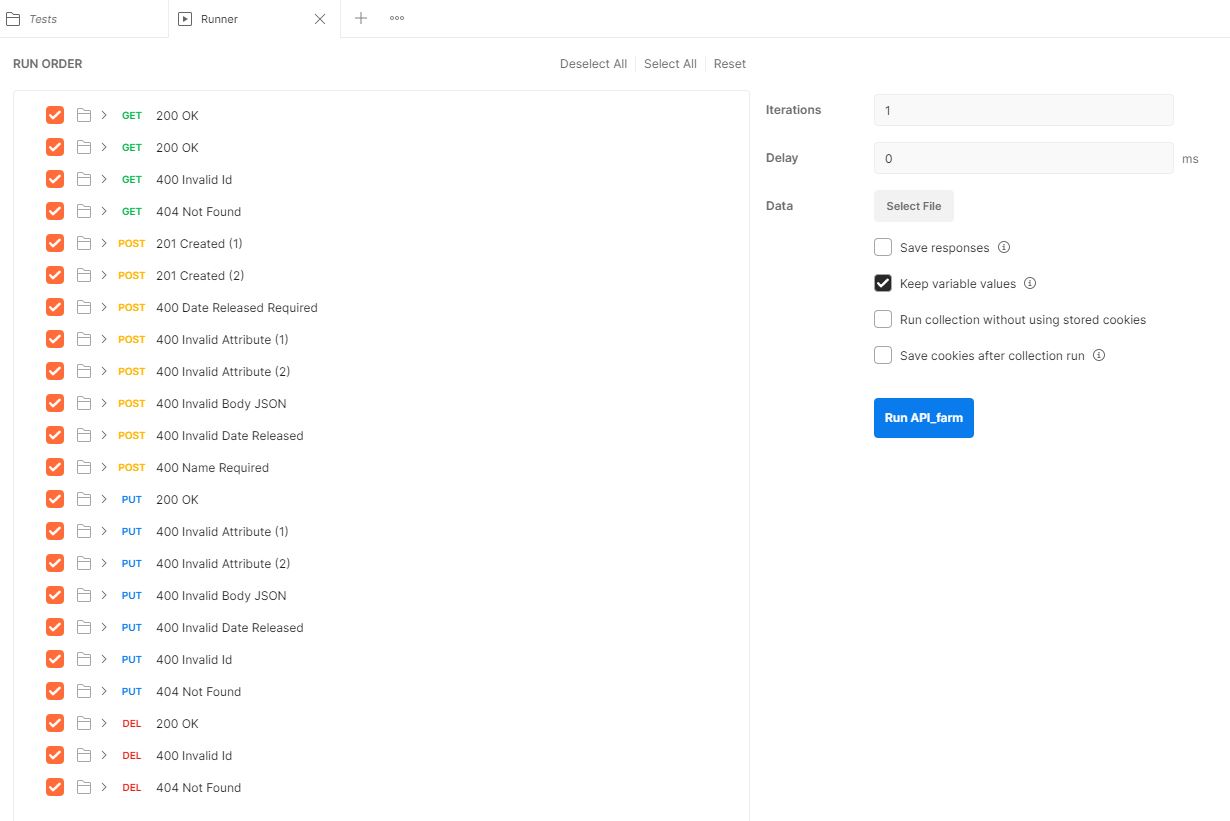 Tests
Runner
RUN ORDER
Deselect All
Select All
Reset
GET 200 OK
GET 200 OK
GET 400 Invalid Id
GET 404 Not Found
POST 201 Created (1)
POST 201 Created (2)
POST 400 Date Released Required
POST 400 Invalid Attribute (1)
POST 400 Invalid Attribute (2)
POST 400 Invalid Body JSON
POST 400 Invalid Date Released
POST 400 Name Required
PUT 200 OK
PUT 400 Invalid Attribute (1)
PUT 400 Invalid Attribute (2)
PUT 400 Invalid Body JSON
PUT 400 Invalid Date Released
PUT 400 Invalid Id
PUT 404 Not Found
DEL 200 OK
DEL 400 Invalid Id
DEL 404 Not Found
Iterations 1
Delay 0 ms
Data Select File
Save responses
Keep variable values
Run collection without using stored cookies
Save cookies after collection run
Run API_farm